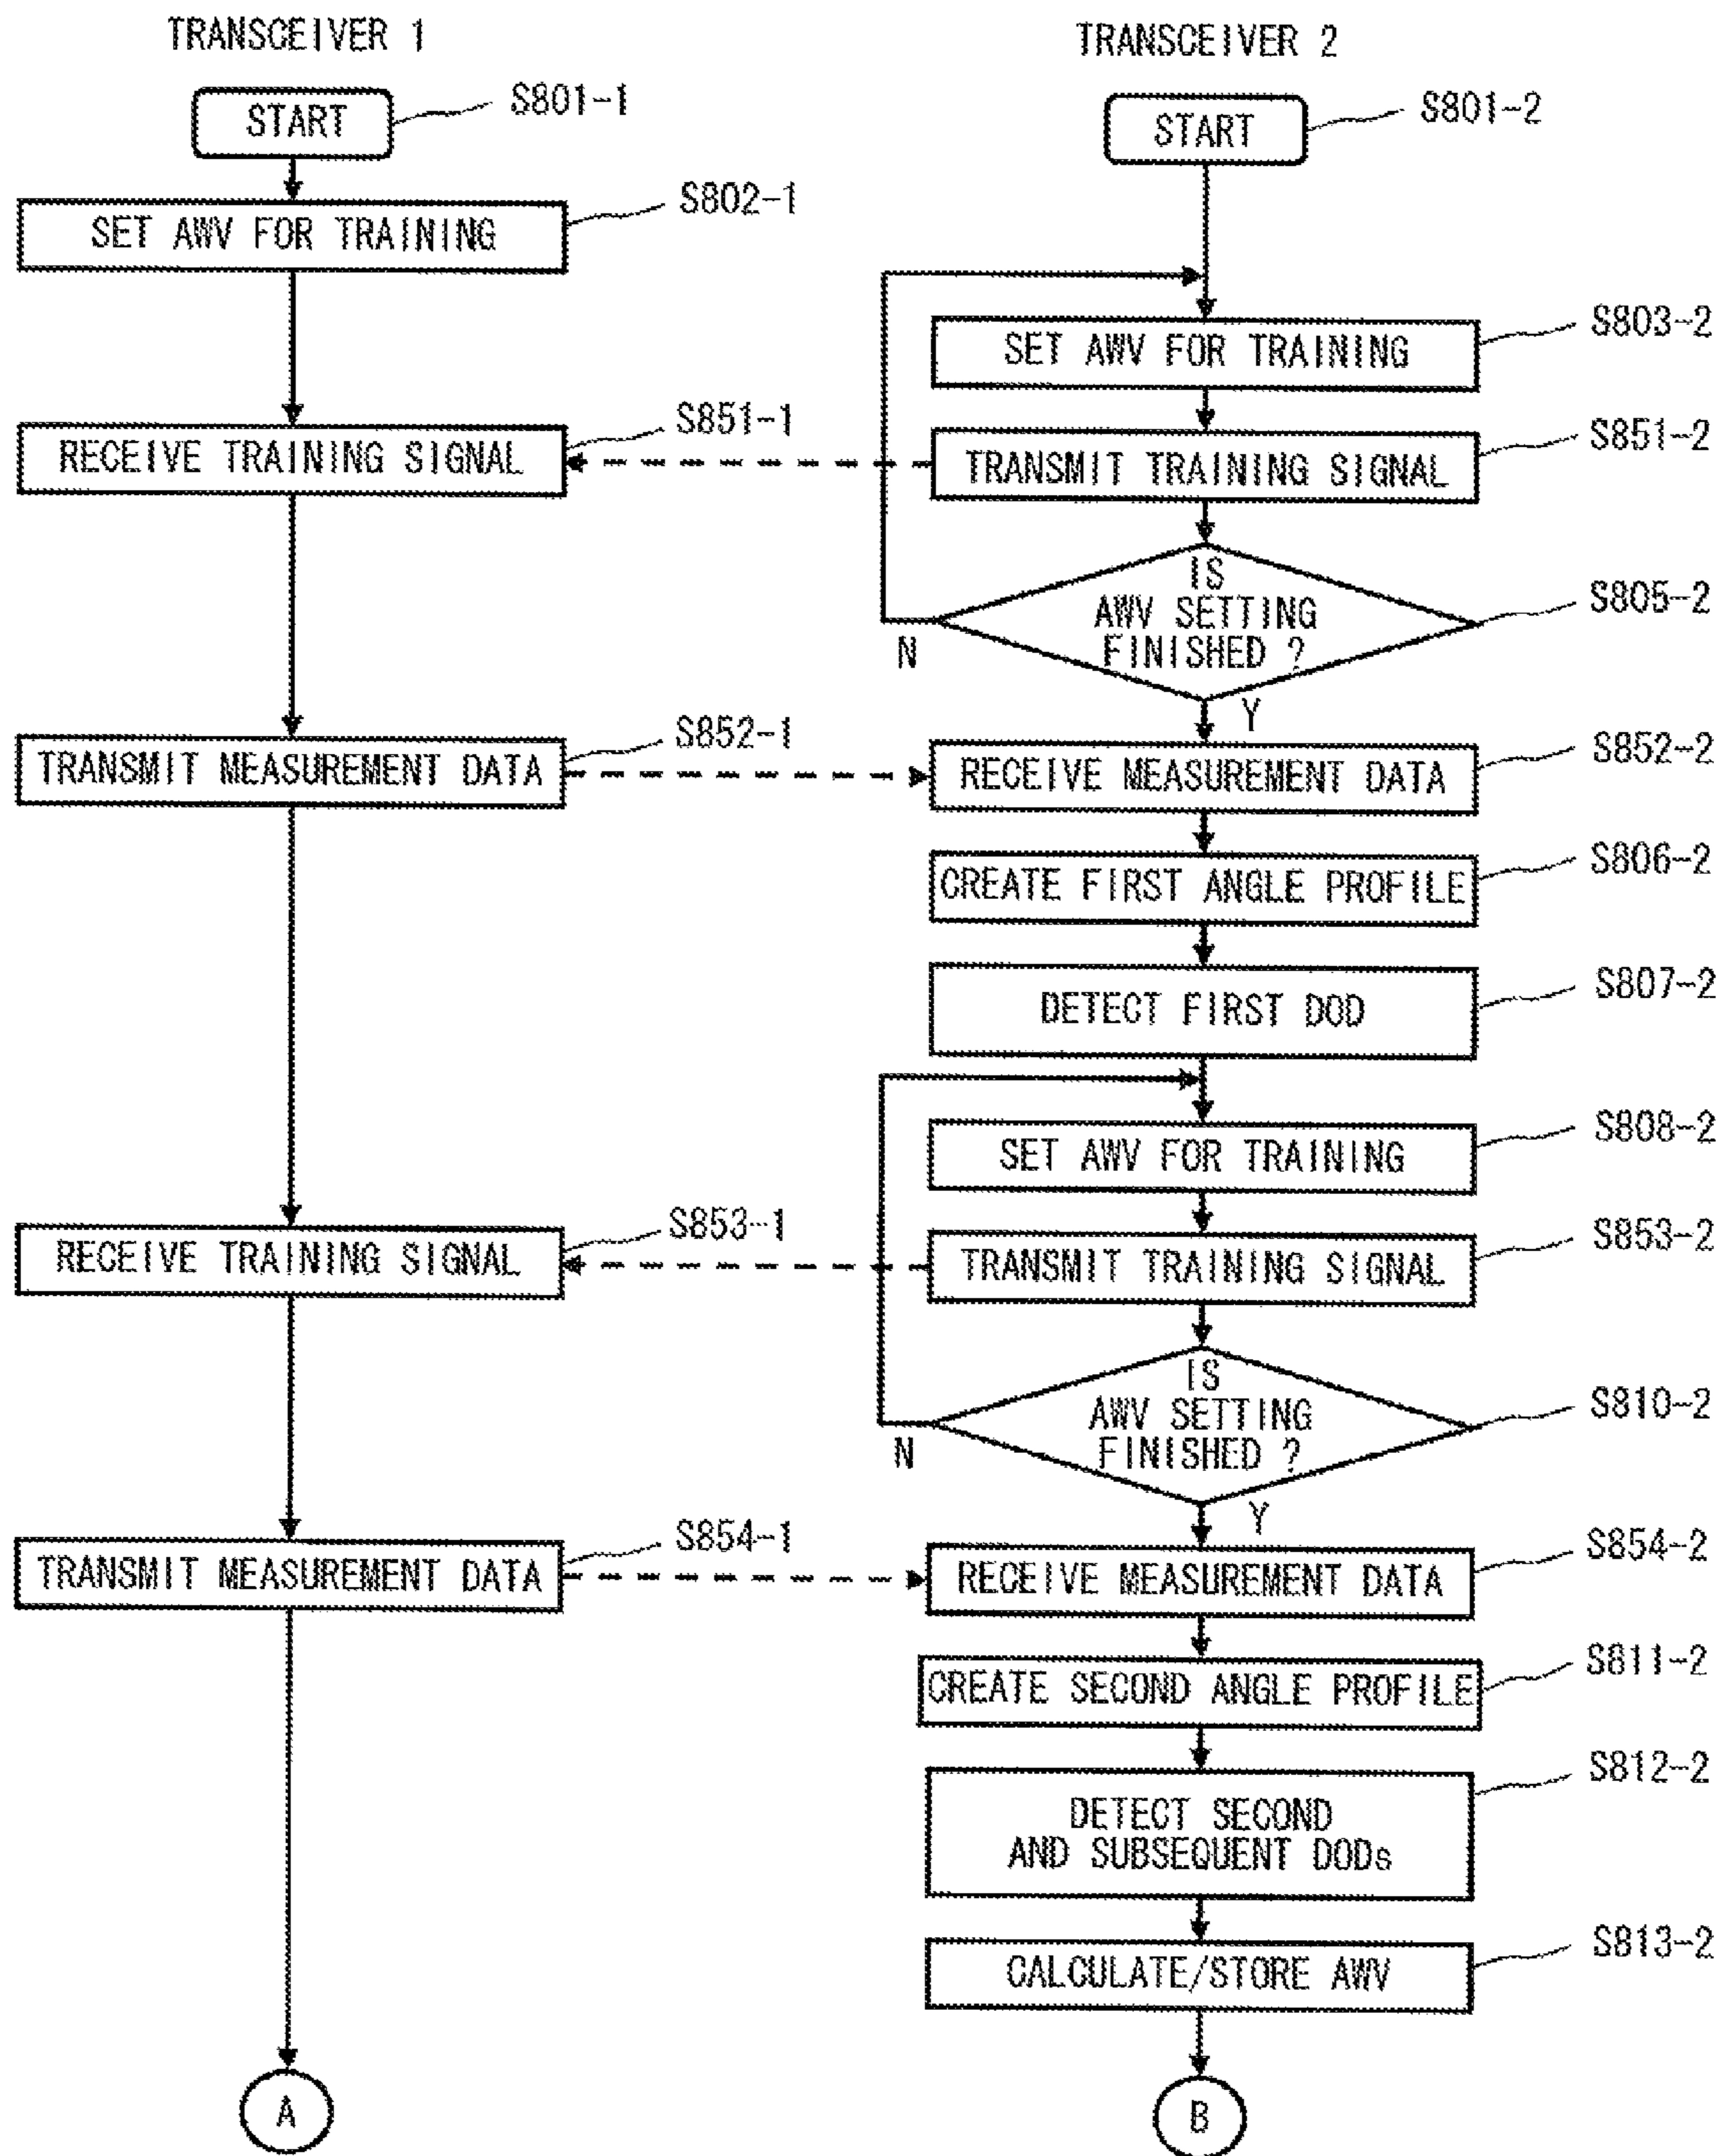 TRANSCEIVER 1
TRANSCEIVER 2
START
S801-1
START
S801-2
SET AWV FOR TRAINING
S802-1
SET AWV FOR TRAINING
S803-2
RECEIVE TRAINING SIGNAL
S851-1
TRANSMIT TRAINING SIGNAL
S851-2
IS
AWV SETTING
FINISHED ?
S805-2
N
Y
TRANSMIT MEASUREMENT DATA
S852-1
RECEIVE MEASUREMENT DATA
S852-2
CREATE FIRST ANGLE PROFILE
S806-2
DETECT FIRST DOD
S807-2
SET AWV FOR TRAINING
S808-2
RECEIVE TRAINING SIGNAL
S853-1
TRANSMIT TRAINING SIGNAL
S853-2
IS
AWV SETTING
FINISHED ?
S810-2
N
Y
TRANSMIT MEASUREMENT DATA
S854-1
RECEIVE MEASUREMENT DATA
S854-2
CREATE SECOND ANGLE PROFILE
S811-2
DETECT SECOND
AND SUBSEQUENT DODs
S812-2
CALCULATE/STORE AWV
S813-2
A
B